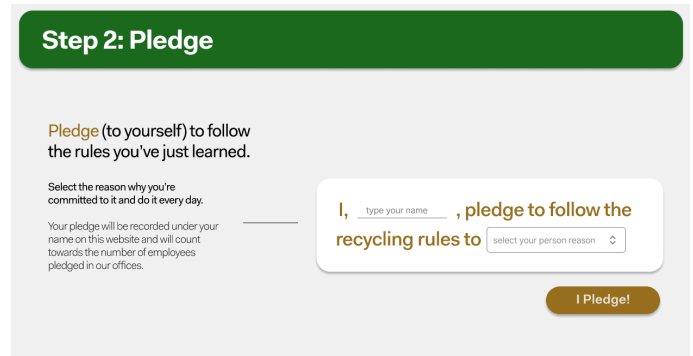 Step 2: Pledge
Pledge (to yourself) to follow
the rules you've just learned.
Select the reason why you're
committed to it and do it every day.
Your pledge will be recorded under your
name on this website and will count
towards the number of employees
pledged in our offices.
I, type your name , pledge to follow the
recycling rules to select your person reason
I Pledge!